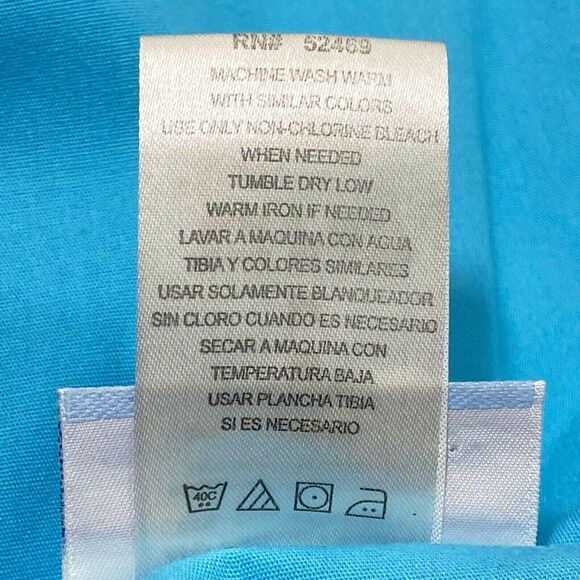 RN# 52469
MACHINE WASH WARM
WITH SIMILAR COLORS
USE ONLY NON-CHLORINE BLEACH
WHEN NEEDED
TUMBLE DRY LOW
WARM IRON IF NEEDED
LAVAR A MAQUINA CON AGUA
TIBIA Y COLORES SIMILARES
USAR SOLAMENTE BLANQUEADOR
SIN CLORO CUANDO ES NECESARIO
SECAR A MAQUINA CON
TEMPERATURA BAJA
USAR PLANCHA TIBIA
SI ES NECESARIO
40C